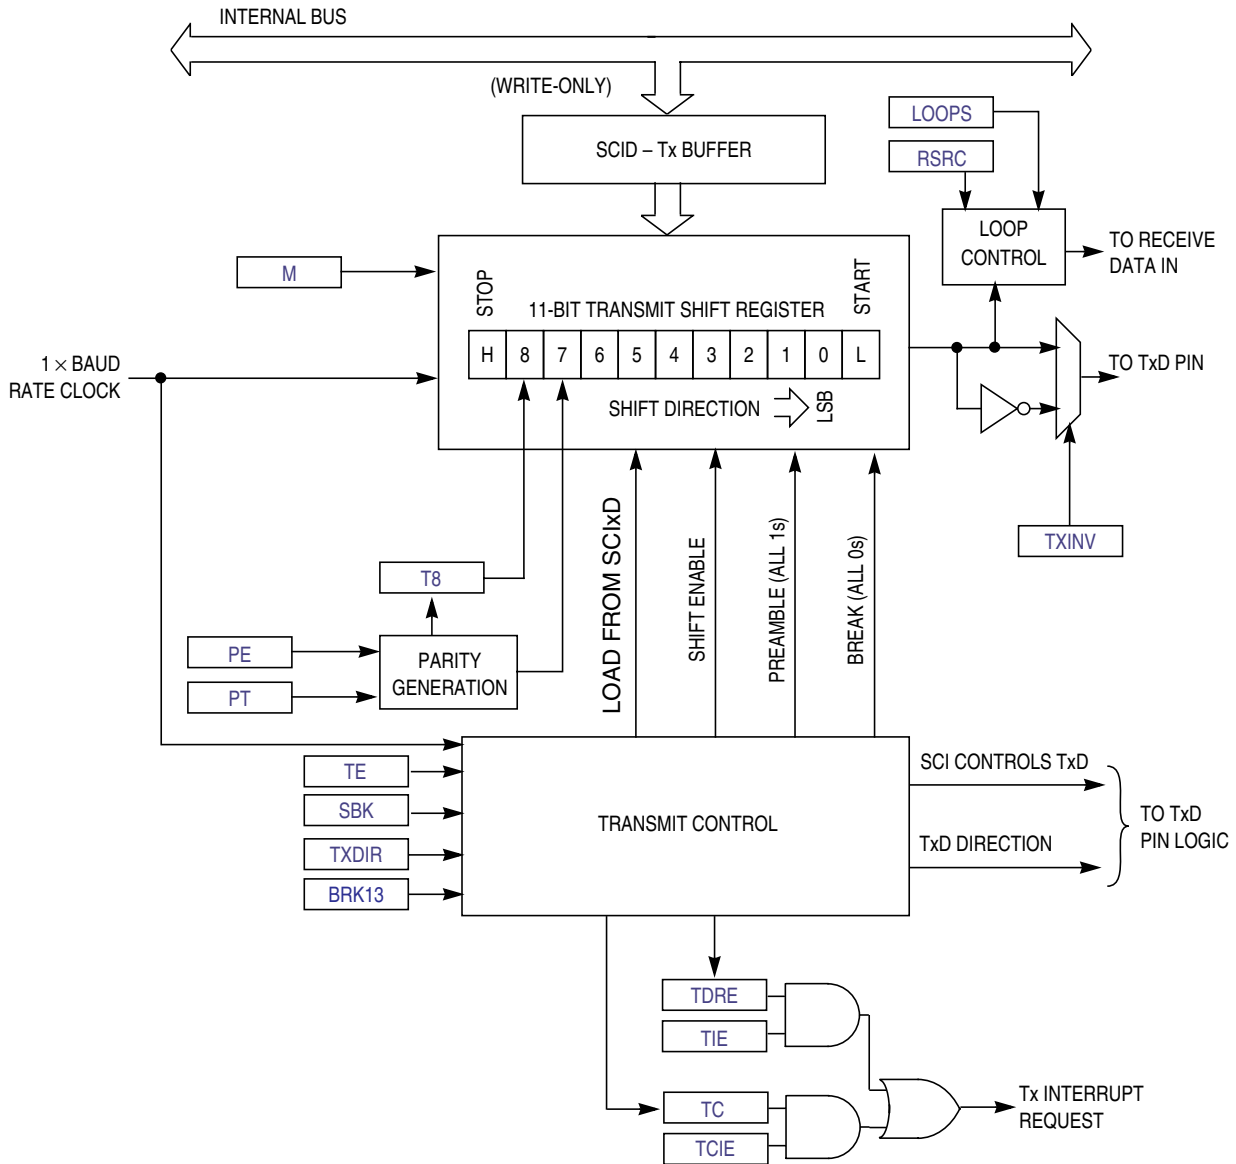 INTERNAL BUS
(WRITE-ONLY)
SCID – Tx BUFFER
LOOPS
RSRC
LOOP
CONTROL
TO RECEIVE
DATA IN
M
STOP
11-BIT TRANSMIT SHIFT REGISTER
START
H 8 7 6 5 4 3 2 1 0 L
SHIFT DIRECTION
LSB
1 × BAUD
RATE CLOCK
TO TxD PIN
TXINV
T8
PE
PT
PARITY
GENERATION
LOAD FROM SCIxD
SHIFT ENABLE
PREAMBLE (ALL 1s)
BREAK (ALL 0s)
TE
SBK
TXDIR
BRK13
TRANSMIT CONTROL
SCI CONTROLS TxD
TxD DIRECTION
TO TxD
PIN LOGIC
TDRE
TIE
TC
TCIE
Tx INTERRUPT
REQUEST